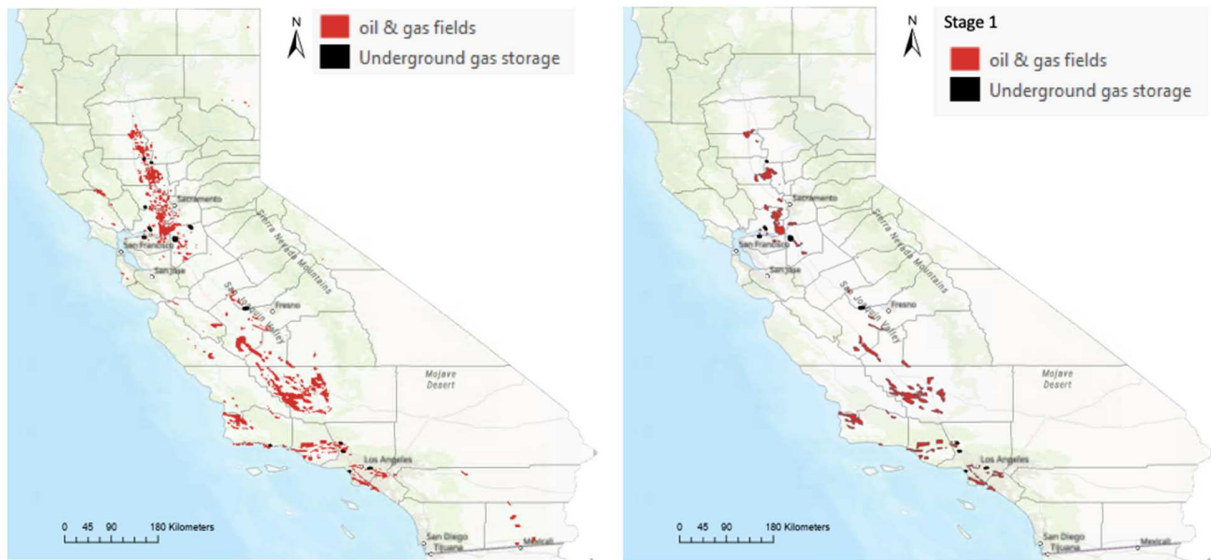 N
oil & gas fields
Underground gas storage
Sacramento
San Francisco
San Jose
Sierra Nevada Mountains
San Joaquin Valley
Fresno
Mojave
Desert
Los Angeles
0 45 90 180 Kilometers
San Diego
Tijuana
Mexicali
N
Stage 1
oil & gas fields
Underground gas storage
Sacramento
San Francisco
San Jose
Sierra Nevada Mountains
San Joaquin Valley
Fresno
Mojave
Desert
Los Angeles
0 45 90 180 Kilometers
San Diego
Tijuana
Mexicali